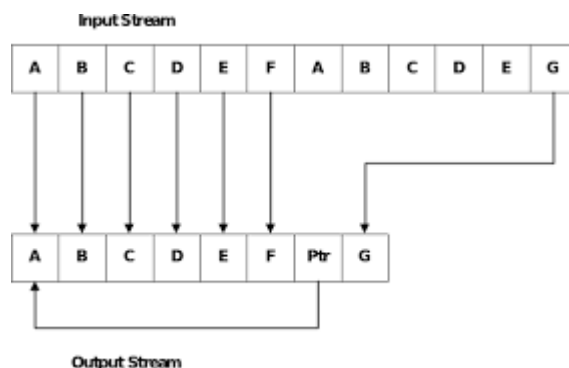 Input Stream
A B C D E F A B C D E G
A B C D E F Ptr G
Output Stream